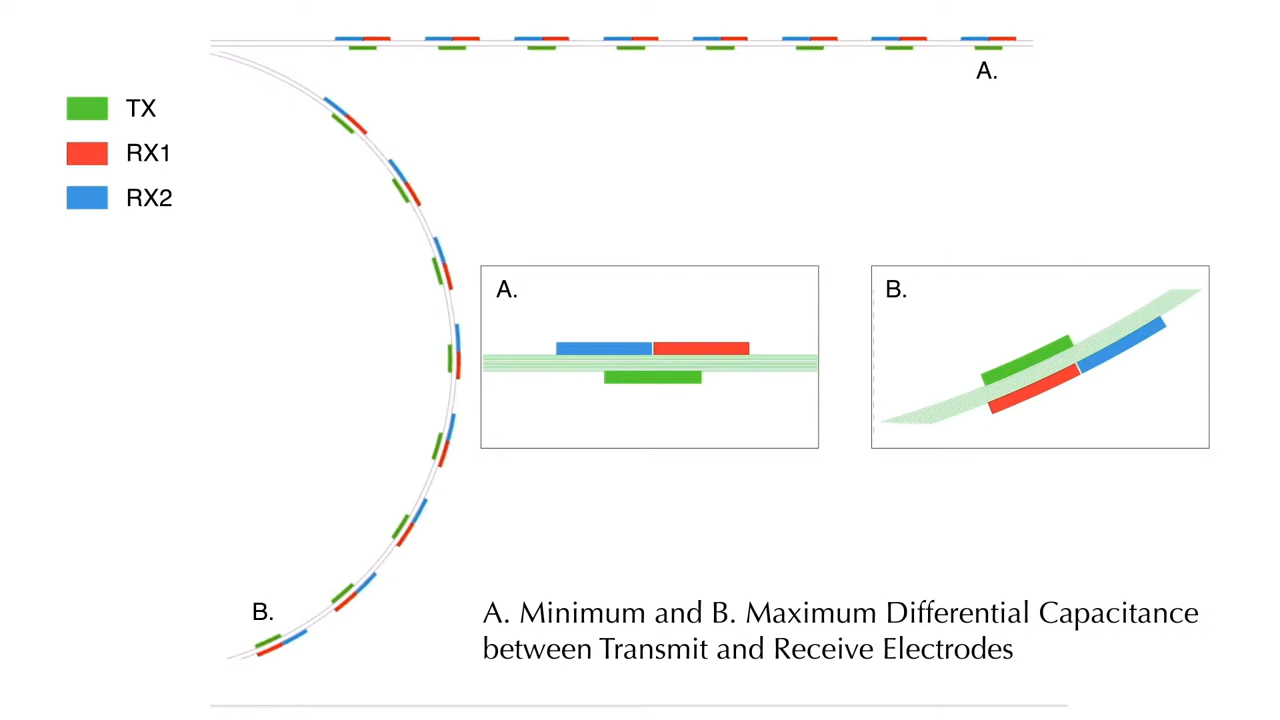 A.
TX
RX1
RX2
A.
B.
B.
A. Minimum and B. Maximum Differential Capacitance
between Transmit and Receive Electrodes